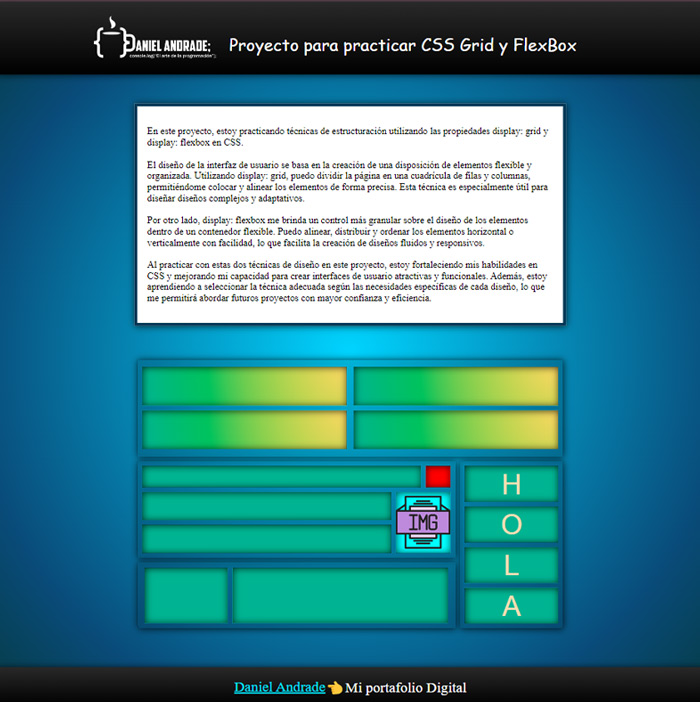 DANIEL ANDRADE;
console.log("El arte de la programación");
Proyecto para practicar CSS Grid y FlexBox
En este proyecto, estoy practicando técnicas de estructuración utilizando las propiedades display: grid y
display: flexbox en CSS.
El diseño de la interfaz de usuario se basa en la creación de una disposición de elementos flexible y
organizada. Utilizando display: grid, puedo dividir la página en una cuadrícula de filas y columnas,
permitiéndome colocar y alinear los elementos de forma precisa. Esta técnica es especialmente útil para
diseñar diseños complejos y adaptativos.
Por otro lado, display: flexbox me brinda un control más granular sobre el diseño de los elementos
dentro de un contenedor flexible. Puedo alinear, distribuir y ordenar los elementos horizontal o
verticalmente con facilidad, lo que facilita la creación de diseños fluidos y responsivos.
Al practicar con estas dos técnicas de diseño en este proyecto, estoy fortaleciendo mis habilidades en
CSS y mejorando mi capacidad para crear interfaces de usuario atractivas y funcionales. Además, estoy
aprendiendo a seleccionar la técnica adecuada según las necesidades específicas de cada diseño, lo que
me permitirá abordar futuros proyectos con mayor confianza y eficiencia.
IMG
H
O
L
A
Daniel Andrade👈Mi portafolio Digital